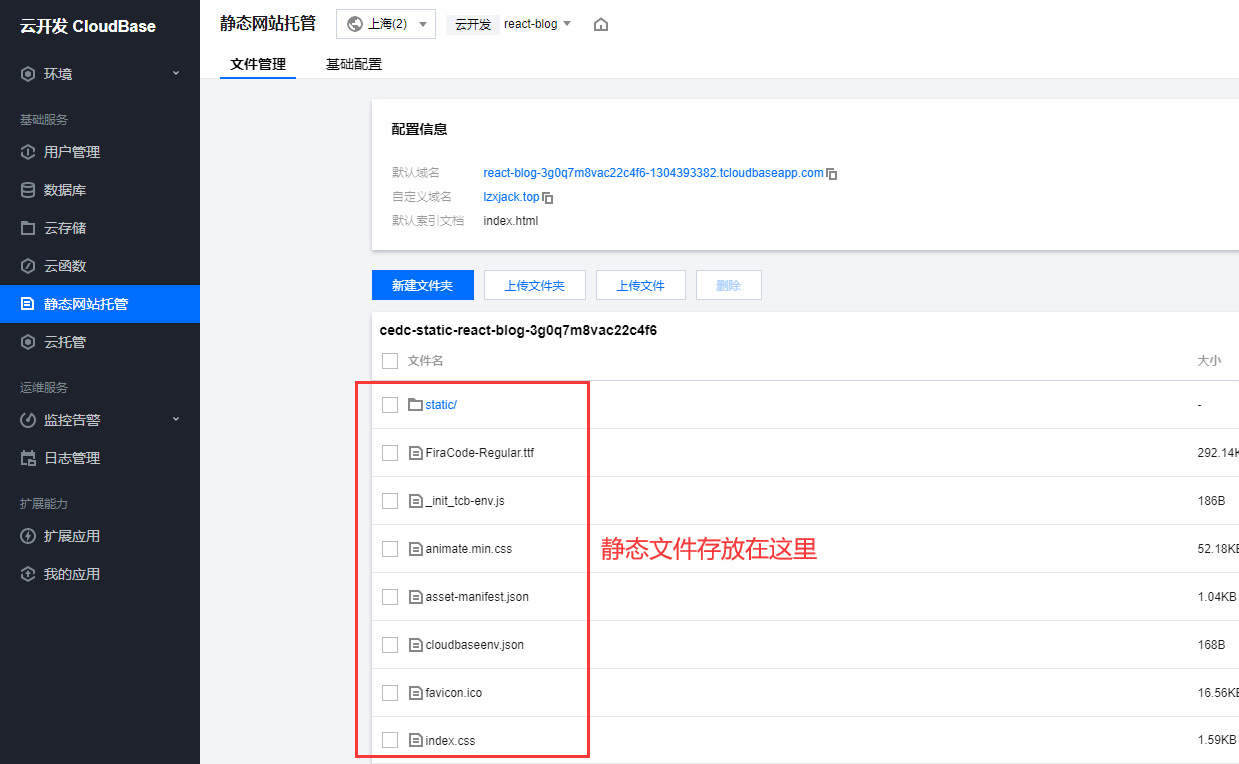 云开发 CloudBase
环境
基础服务
用户管理
数据库
云存储
云函数
静态网站托管
云托管
运维服务
监控告警
日志管理
扩展能力
扩展应用
我的应用
静态网站托管 上海(2) 云开发 react-blog
文件管理 基础配置
配置信息
默认域名 react-blog-3g0q7m8vac22c4f6-1304393382.tcloudbaseapp.com
自定义域名 lzxjack.top
默认索引文档 index.html
新建文件夹 上传文件夹 上传文件 删除
cedc-static-react-blog-3g0q7m8vac22c4f6
文件名 大小
static/ -
FiraCode-Regular.ttf 292.14K
_init_tcb-env.js 186B
animate.min.css 52.18KB
静态文件存放在这里
asset-manifest.json 1.04KB
cloudbaseenv.json 168B
favicon.ico 16.56KB
index.css 1.59KB